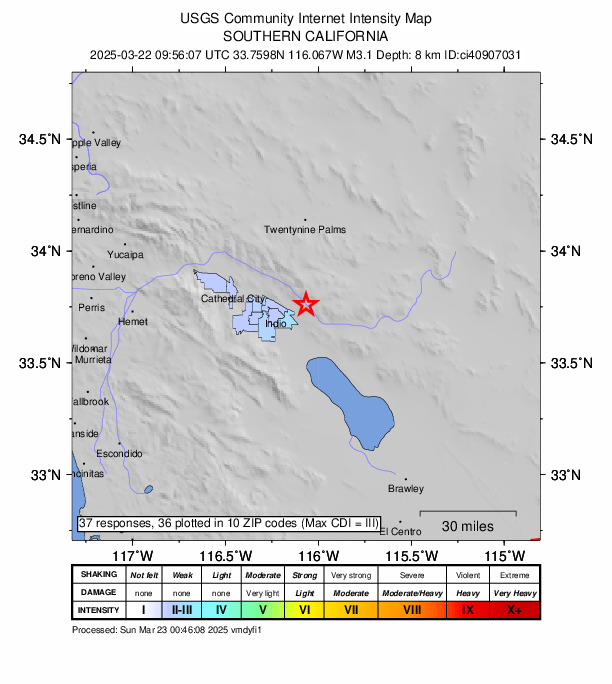 USGS Community Internet Intensity Map
SOUTHERN CALIFORNIA
2025-03-22 09:56:07 UTC 33.7598N 116.067W M3.1 Depth: 8 km ID:ci40907031
34.5°N 34.5°N
pple Valley
speria
stline
ernardino
Twentynine Palms
34°N 34°N
Yucaipa
oreno Valley
Cathedral City
Perris
Hemet
Indio
Wildomar
Murrieta
33.5°N 33.5°N
allbrook
anside
Escondido
33°N 33°N
ncinitas
Brawley
37 responses, 36 plotted in 10 ZIP codes (Max CDI = III)
El Centro
30 miles
117°W 116.5°W 116°W 115.5°W 115°W
SHAKING Not felt Weak Light Moderate Strong Very strong Severe Violent Extreme
DAMAGE none none none Very light Light Moderate Moderate/Heavy Heavy Very Heavy
INTENSITY I II-III IV V VI VII VIII IX X+
Processed: Sun Mar 23 00:46:08 2025 vmdyfi1